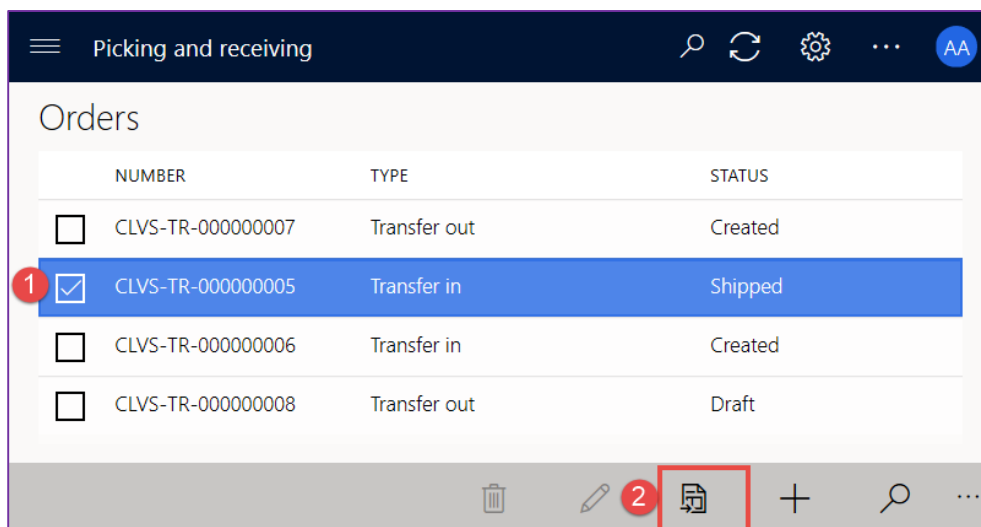 Picking and receiving AA
Orders
NUMBER TYPE STATUS
CLVS-TR-000000007 Transfer out Created
1 CLVS-TR-000000005 Transfer in Shipped
CLVS-TR-000000006 Transfer in Created
CLVS-TR-000000008 Transfer out Draft
2